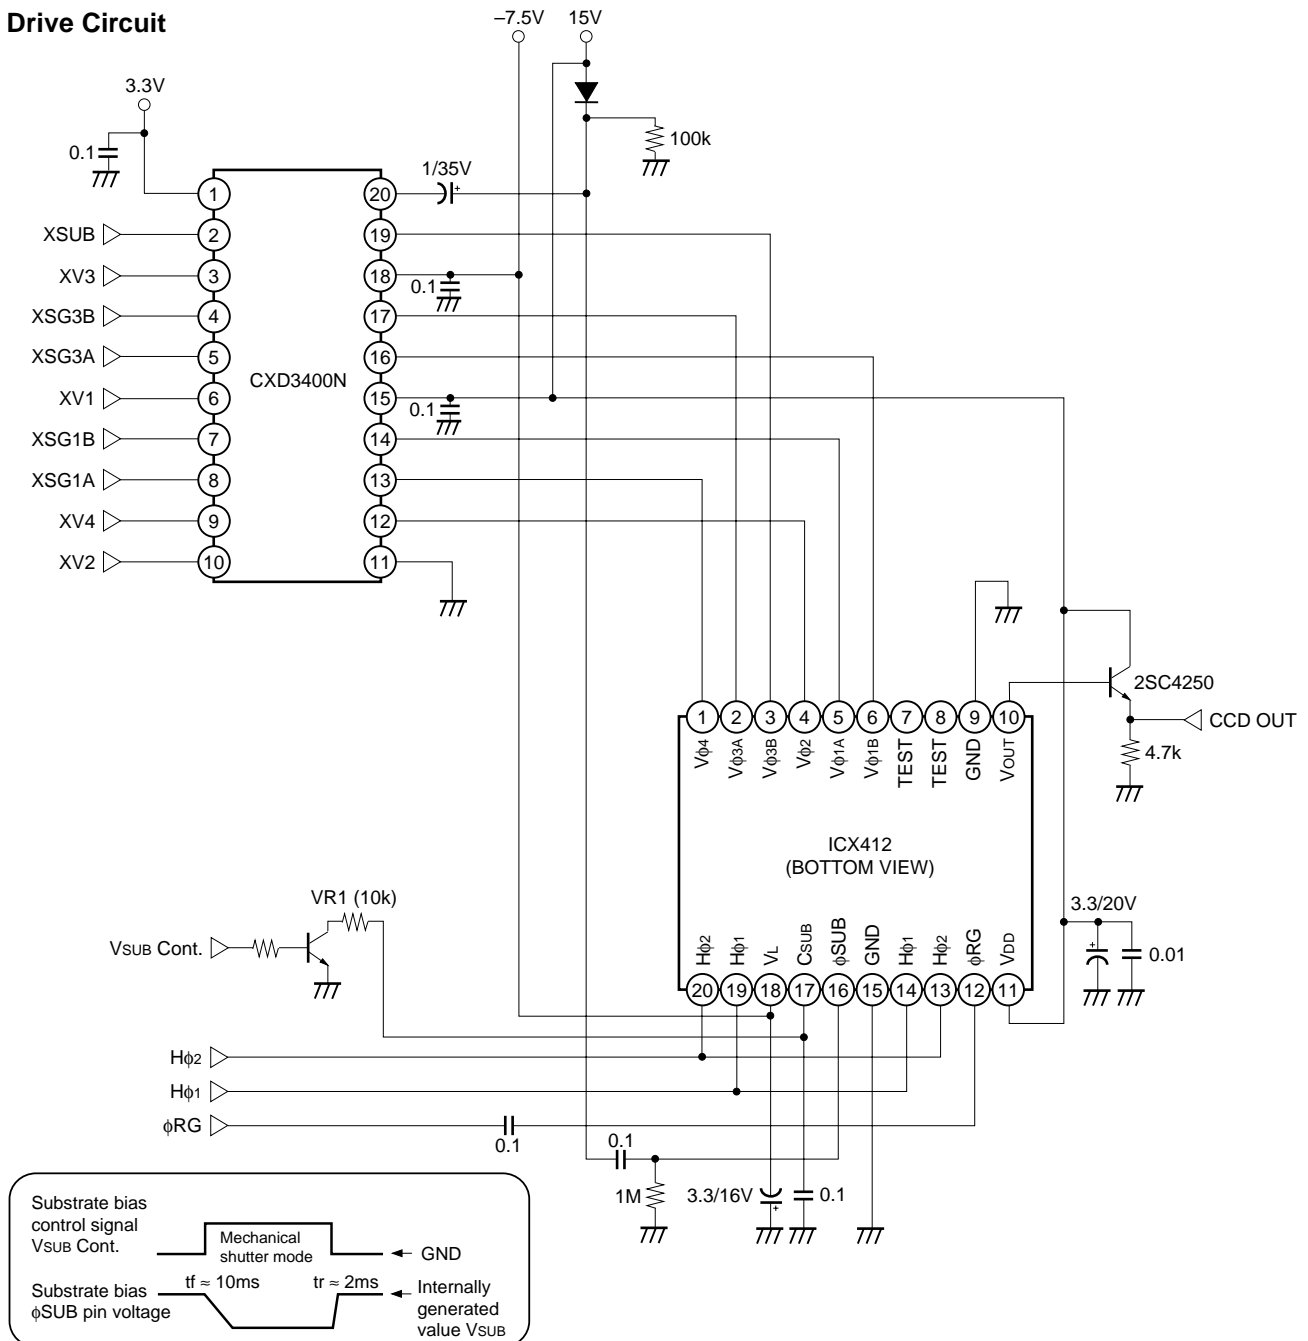 Drive Circuit
–7.5V 15V
3.3V
0.1
100k
1/35V
1 20
XSUB 2 19
XV3 3 18 0.1
XSG3B 4 17
XSG3A 5 16
CXD3400N
XV1 6 15 0.1
XSG1B 7 14
XSG1A 8 13
XV4 9 12
XV2 10 11
2SC4250
CCD OUT
4.7k
1 2 3 4 5 6 7 8 9 10
Vϕ4 Vϕ3A Vϕ3B Vϕ2 Vϕ1A Vϕ1B TEST TEST GND VOUT
ICX412
(BOTTOM VIEW)
VR1 (10k)
VSUB Cont.
3.3/20V
0.01
Hϕ2 Hϕ1 VL CSUB ϕSUB GND Hϕ1 Hϕ2 ϕRG VDD
20 19 18 17 16 15 14 13 12 11
Hϕ2
Hϕ1
ϕRG
0.1
0.1
1M
3.3/16V
0.1
Substrate bias
control signal
VSUB Cont.
Mechanical
shutter mode
GND
tf ≈ 10ms tr ≈ 2ms
Substrate bias
ϕSUB pin voltage
Internally
generated
value VSUB
+
+
+